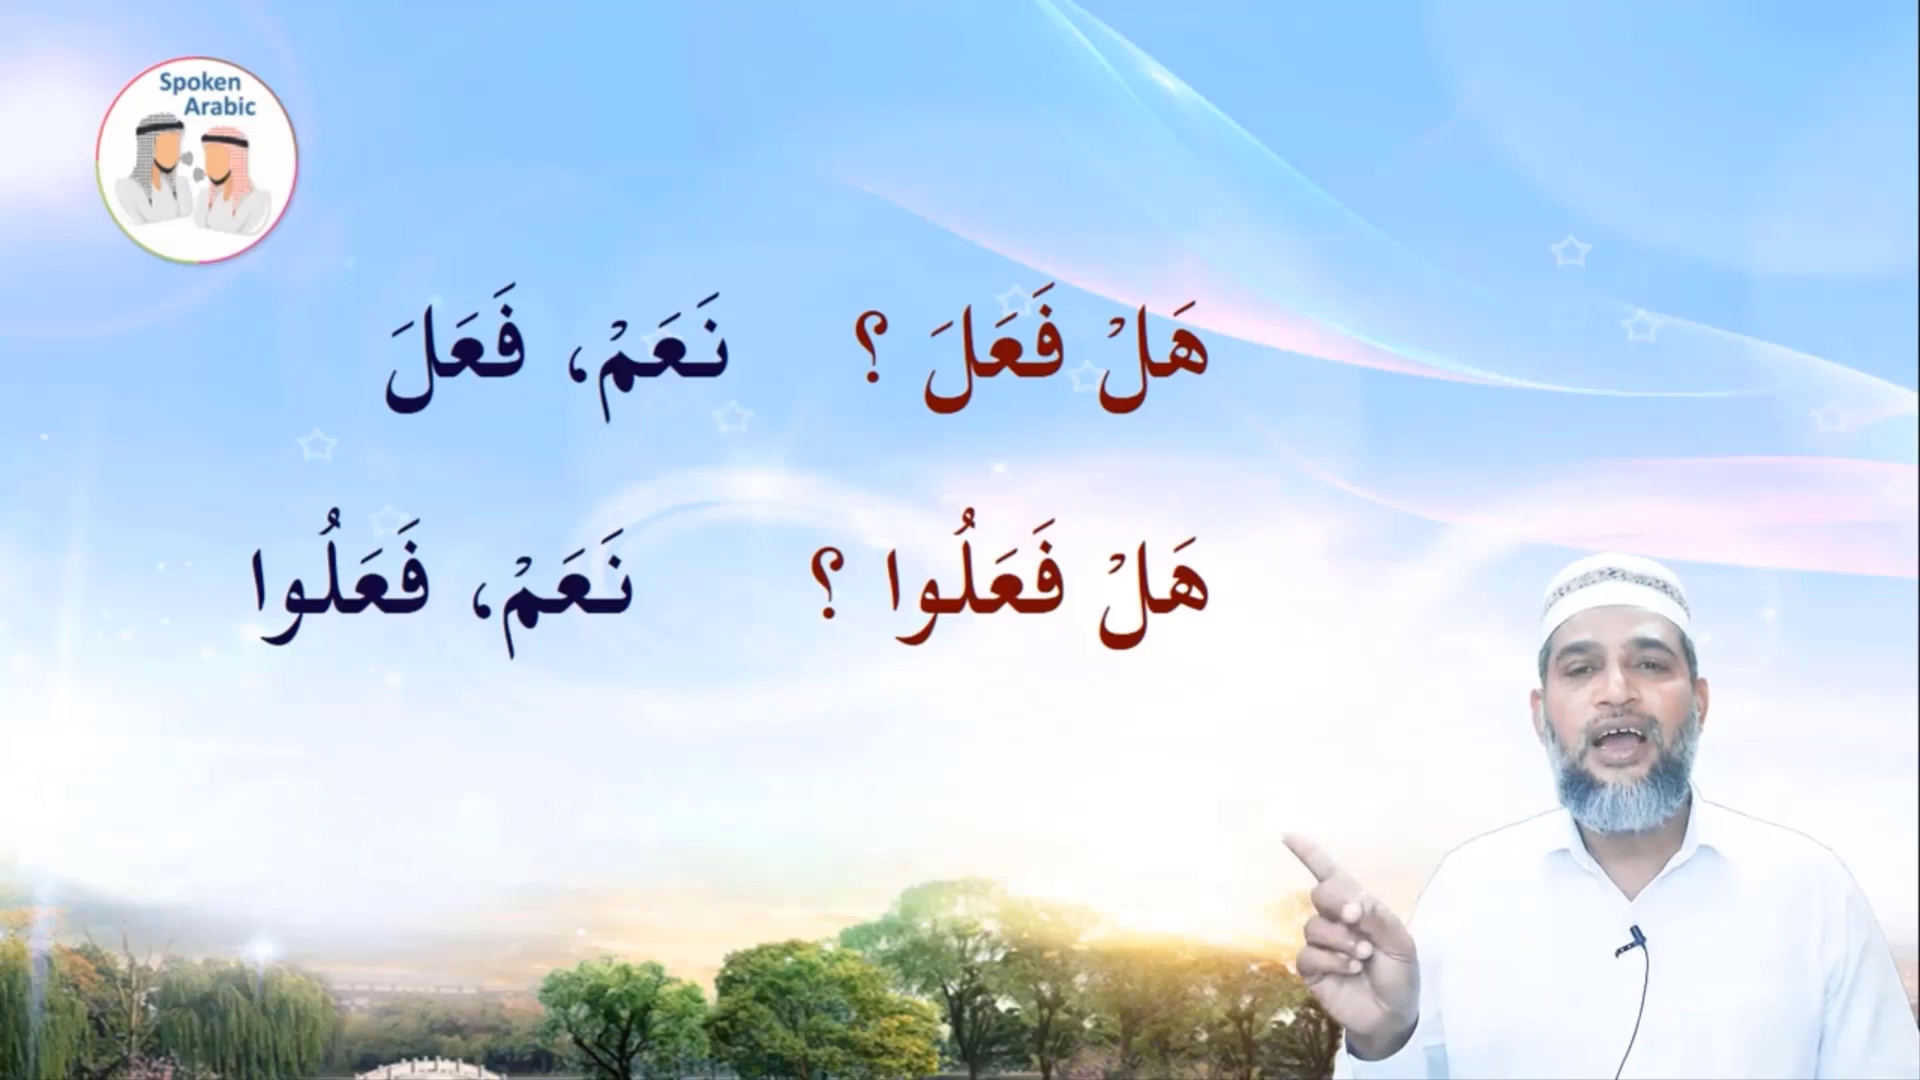 Spoken
Arabic
هَلْ فَعَلَ ؟ نَعَمْ، فَعَلَ
هَلْ فَعَلُوا ؟ نَعَمْ، فَعَلُوا